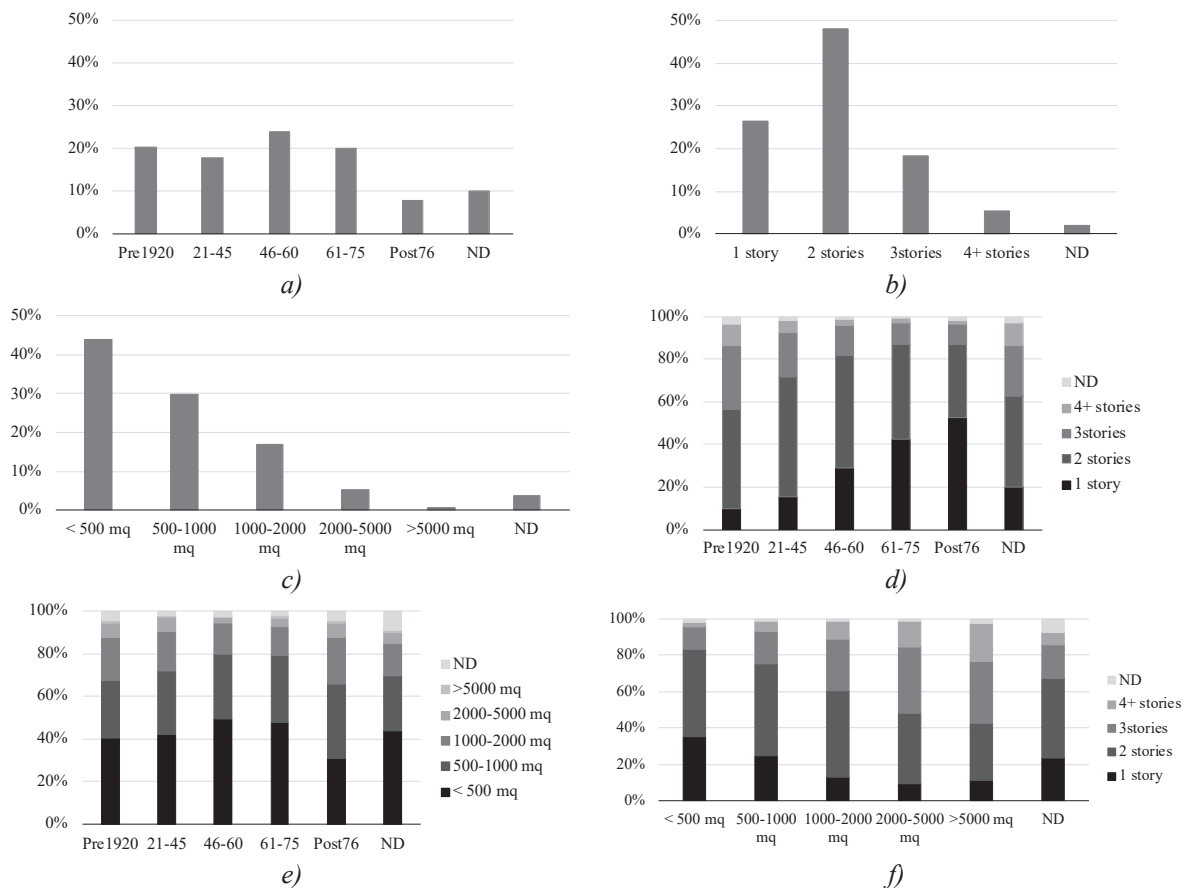 50%
40%
30%
20%
10%
0%
Pre1920 21-45 46-60 61-75 Post76 ND
a)
50%
40%
30%
20%
10%
0%
1 story 2 stories 3stories 4+ stories ND
b)
50%
40%
30%
20%
10%
0%
< 500 mq 500-1000 1000-2000 2000-5000 >5000 mq ND
mq mq mq
c)
100%
80%
60%
40%
20%
0%
Pre1920 21-45 46-60 61-75 Post76 ND
ND
4+ stories
3stories
2 stories
1 story
d)
100%
80%
60%
40%
20%
0%
Pre1920 21-45 46-60 61-75 Post76 ND
ND
>5000 mq
2000-5000 mq
1000-2000 mq
500-1000 mq
< 500 mq
e)
100%
80%
60%
40%
20%
0%
< 500 mq 500-1000 1000-2000 2000-5000 >5000 mq ND
mq mq mq
ND
4+ stories
3stories
2 stories
1 story
f)